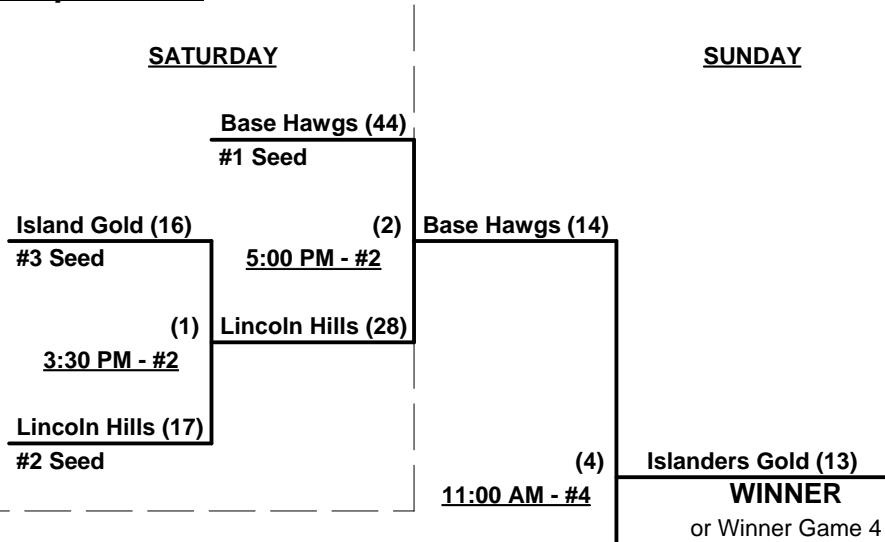 SATURDAY
SUNDAY
Base Hawgs (44)
#1 Seed
Island Gold (16)
(2)
Base Hawgs (14)
#3 Seed
5:00 PM - #2
(1)
Lincoln Hills (28)
3:30 PM - #2
Lincoln Hills (17)
#2 Seed
(4)
Islanders Gold (13)
11:00 AM - #4
WINNER
or Winner Game 4